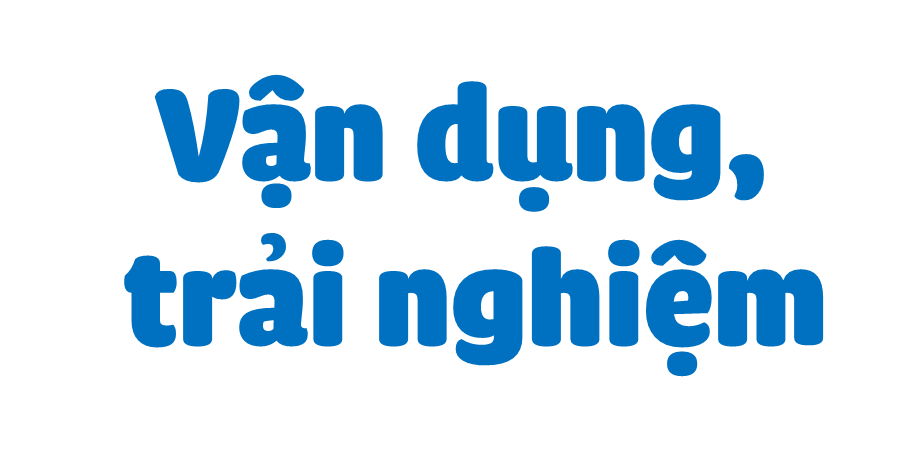 Vận dụng,
trải nghiệm